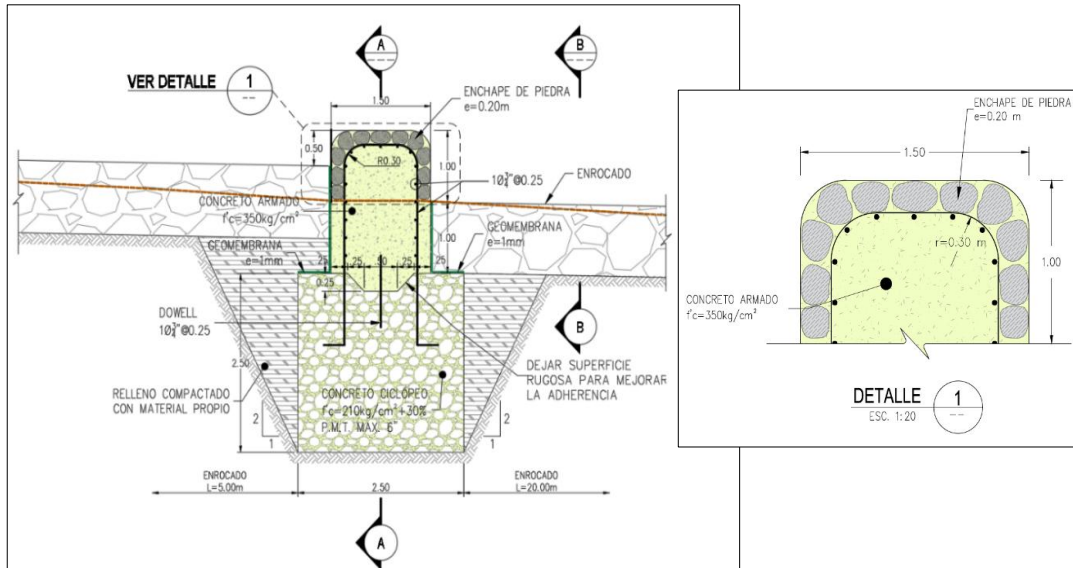 A
--
B
--
VER DETALLE
1
--
1.50
ENCHAPE DE PIEDRA
e=0.20m
0.50
R0.30
1.00
1Ø¾"@0.25
ENROCADO
CONCRETO ARMADO
f'c=350kg/cm²
GEOMEMBRANA
e=1mm
1.00
.25
.25
.50
.25
.25
GEOMEMBRANA
e=1mm
0.25
DOWELL
1Ø¾"@0.25
B
--
2.50
DEJAR SUPERFICIE
RUGOSA PARA MEJORAR
LA ADHERENCIA
RELLENO COMPACTADO
CON MATERIAL PROPIO
CONCRETO CICLÓPEO
f'c=210kg/cm²+30%
P.M.T. MAX. 6"
2
1
2
1
ENROCADO
L=5.00m
2.50
ENROCADO
L=20.00m
A
--
ENCHAPE DE PIEDRA
e=0.20 m
1.50
r=0.30 m
1.00
CONCRETO ARMADO
f'c=350kg/cm²
DETALLE
ESC. 1:20
1
--